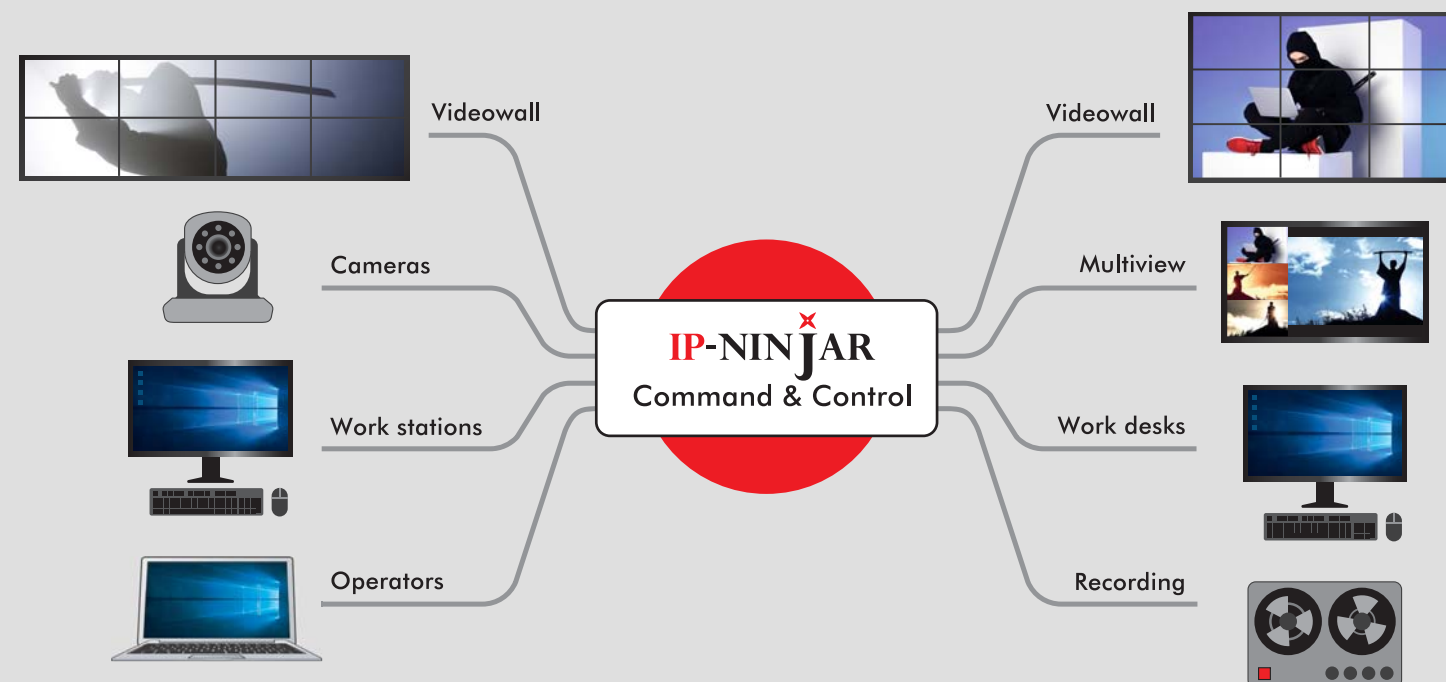 Videowall
Cameras
Work stations
Operators
IP-NINJAR
Command & Control
Videowall
Multiview
Work desks
Recording